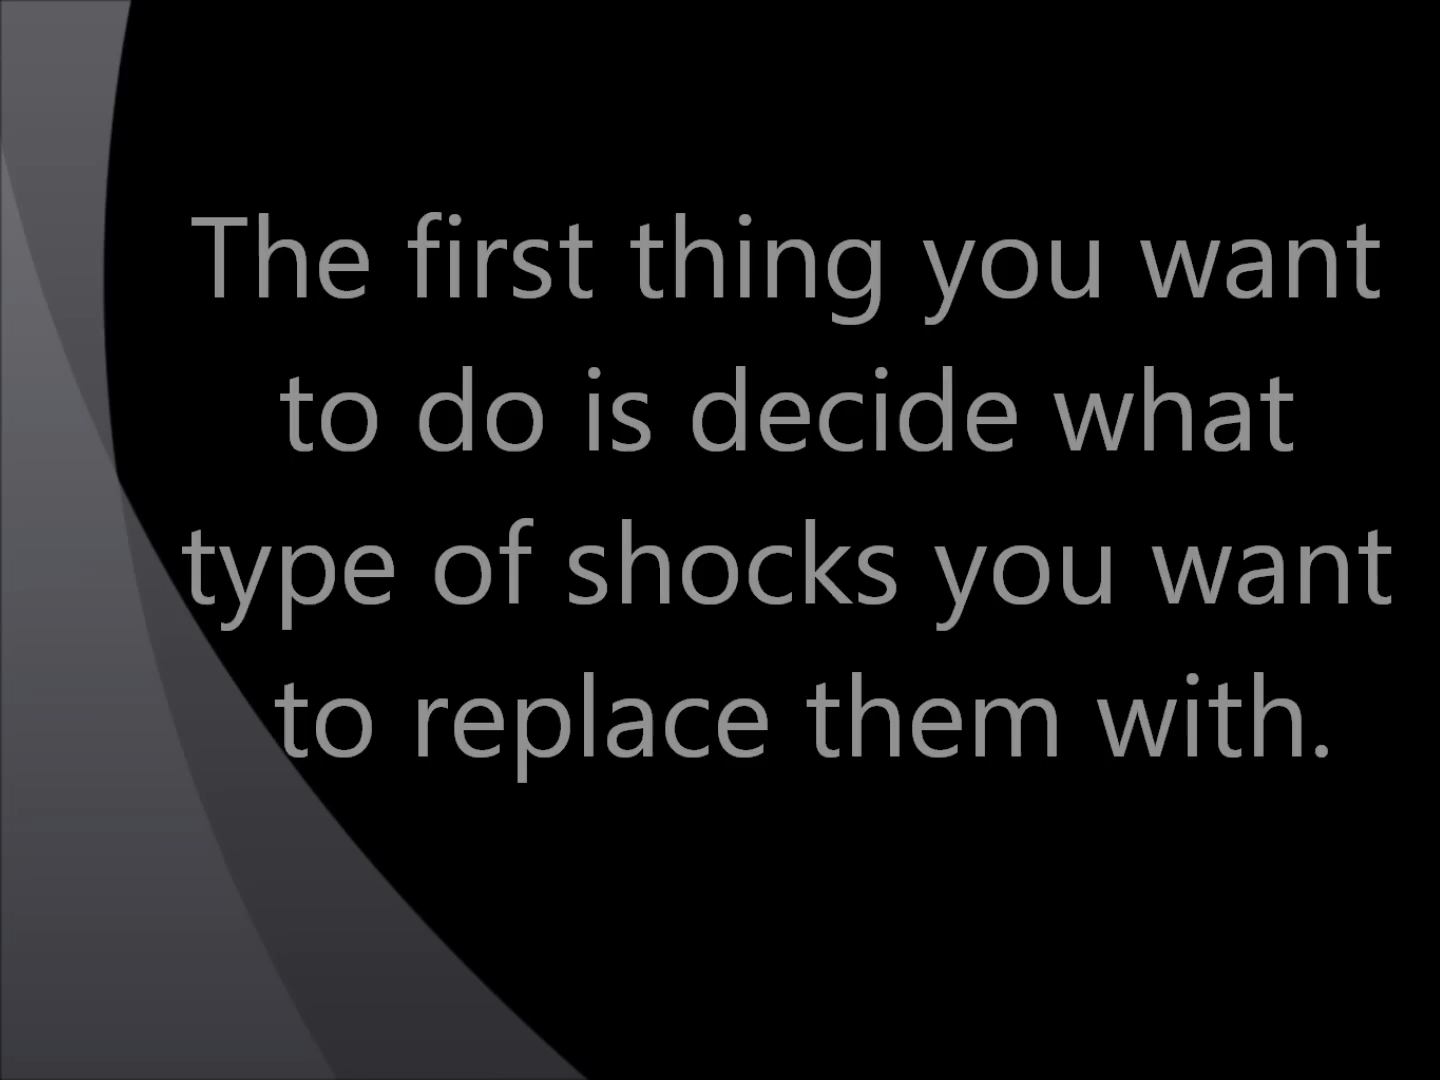 The first thing you want
to do is decide what
type of shocks you want
to replace them with.